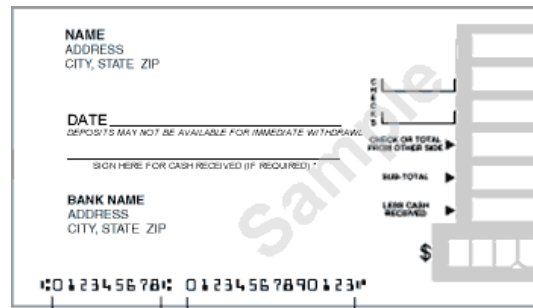 NAME
ADDRESS
CITY, STATE ZIP
CHECKS
DATE
DEPOSITS MAY NOT BE AVAILABLE FOR IMMEDIATE WITHDRAWL
CHECK OR TOTAL
FROM OTHER SIDE
SIGN HERE FOR CASH RECEIVED (IF REQUIRED) *
SUB-TOTAL
BANK NAME
ADDRESS
CITY, STATE ZIP
LESS CASH
RECEIVED
$
Sample
⑆012345678⑆ 01234567890123⑈